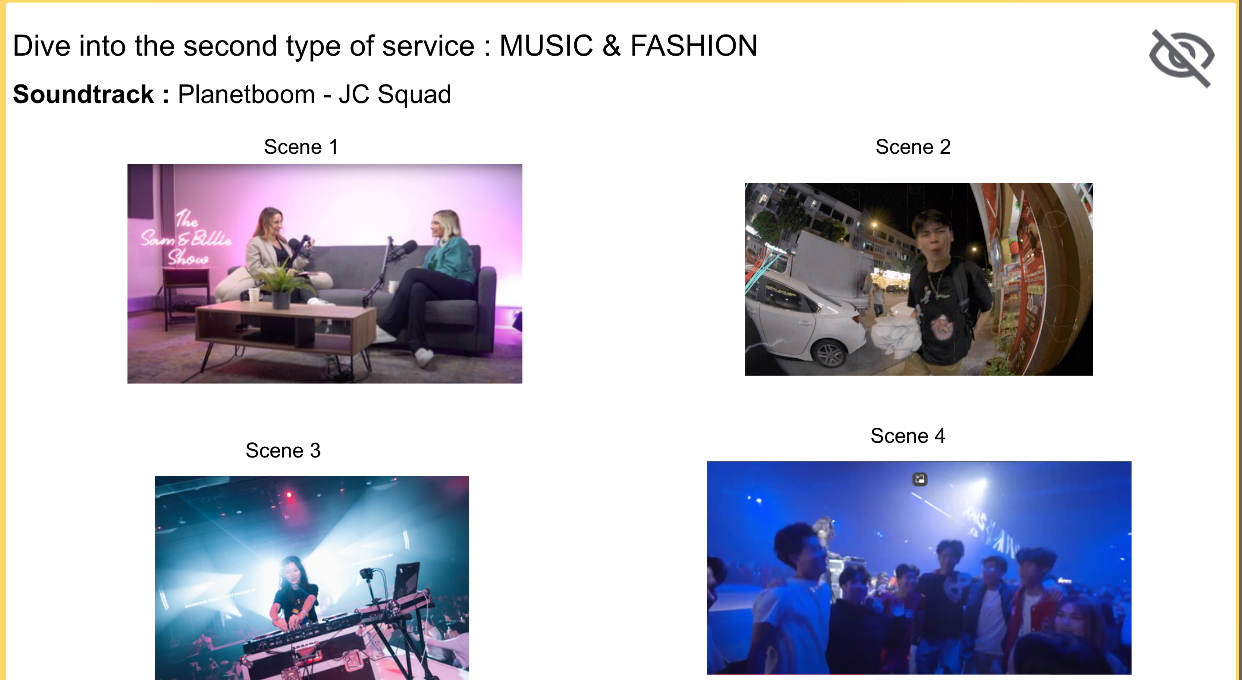 Dive into the second type of service : MUSIC & FASHION
Soundtrack : Planetboom - JC Squad
Scene 1
Scene 2
The
Sam & Billie
Show
Scene 3
Scene 4